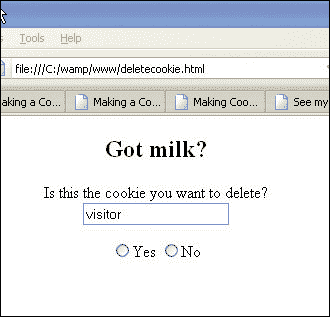 Tools Help
file:///C:/wamp/www/deletecookie.html
aking a Co... Making a Co... Making Coo... See my
Got milk?
Is this the cookie you want to delete?
visitor
Yes No